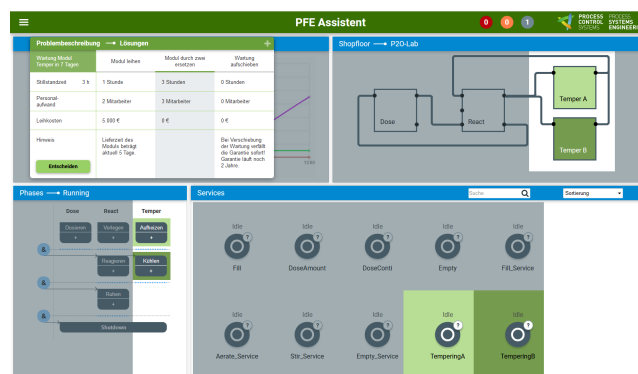 PFE Assistent
0
0
1
PROCESS CONTROL SYSTEMS
PROCESS SYSTEMS ENGINEERING
Problembeschreibung → Lösungen
+
Wartung Modul Temper in 7 Tagen
Modul leihen
Modul durch zwei ersetzen
Wartung aufschieben
Stillstandzeit 3 h
1 Stunde
3 Stunden
0 Stunden
Personal-
aufwand
2 Mitarbeiter
3 Mitarbeiter
0 Mitarbeiter
Leihkosten
5.000 €
0 €
0 €
Hinweis
Lieferzeit des
Moduls beträgt
aktuell 5 Tage.
Bei Verschiebung
der Wartung verfällt
die Garantie sofort!
Garantie läuft noch
2 Jahre.
Entscheiden
Shopfloor → P2O-Lab
Dose
React
Temper A
Temper B
Phases → Running
Dose React Temper
Dosieren
+
Vorlegen
+
Aufheizen
+
&
Reagieren
+
Kühlen
+
&
Rühren
+
&
Shutdown
Services
Suche
Sortierung
Idle Idle Idle Idle Idle
? ? ? ? ?
Fill DoseAmount DoseConti Empty Fill_Service
Idle Idle Idle Idle Idle
? ? ? ? ?
Aerate_Service Stir_Service Empty_Service TemperingA TemperingB